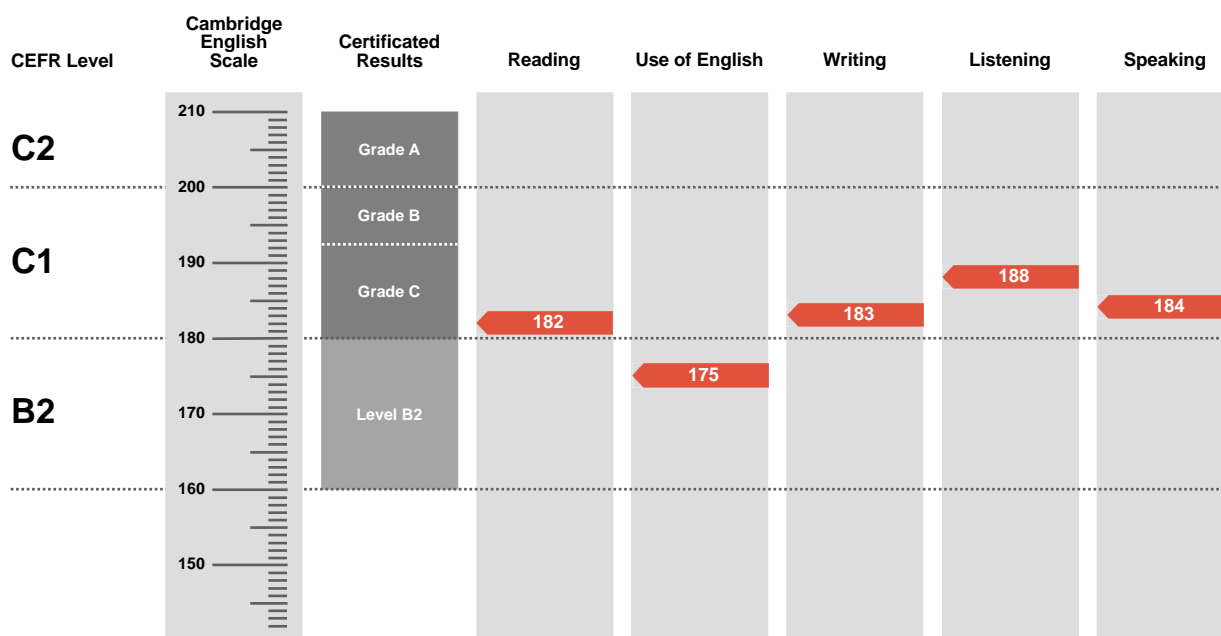 CEFR Level
Cambridge
English
Scale
Certificated
Results
Reading
Use of English
Writing
Listening
Speaking
210
C2
Grade A
200
Grade B
C1
190
188
Grade C
184
183
182
180
175
B2
170
Level B2
160
150